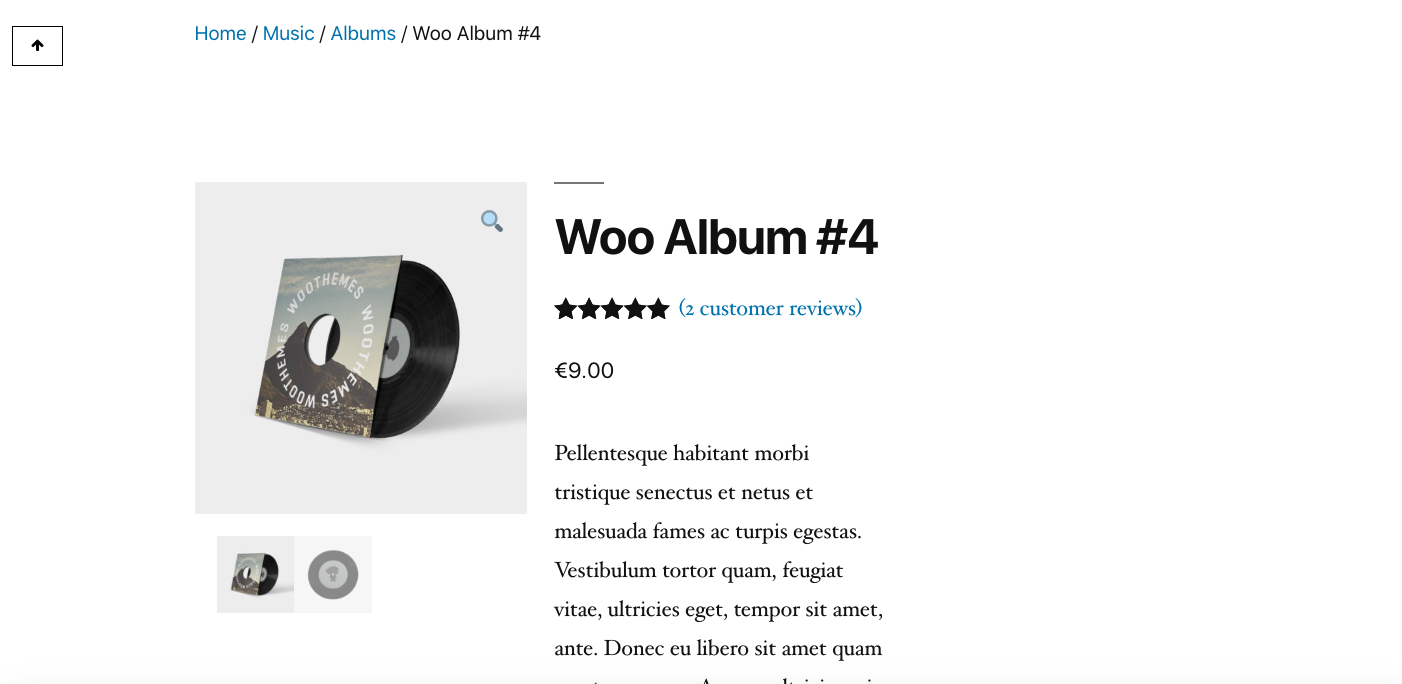 Home / Music / Albums / Woo Album #4
WOOTHEMES WOOTHEMES WOOTHEMES
Woo Album #4
(2 customer reviews)
€9.00
Pellentesque habitant morbi
tristique senectus et netus et
malesuada fames ac turpis egestas.
Vestibulum tortor quam, feugiat
vitae, ultricies eget, tempor sit amet,
ante. Donec eu libero sit amet quam